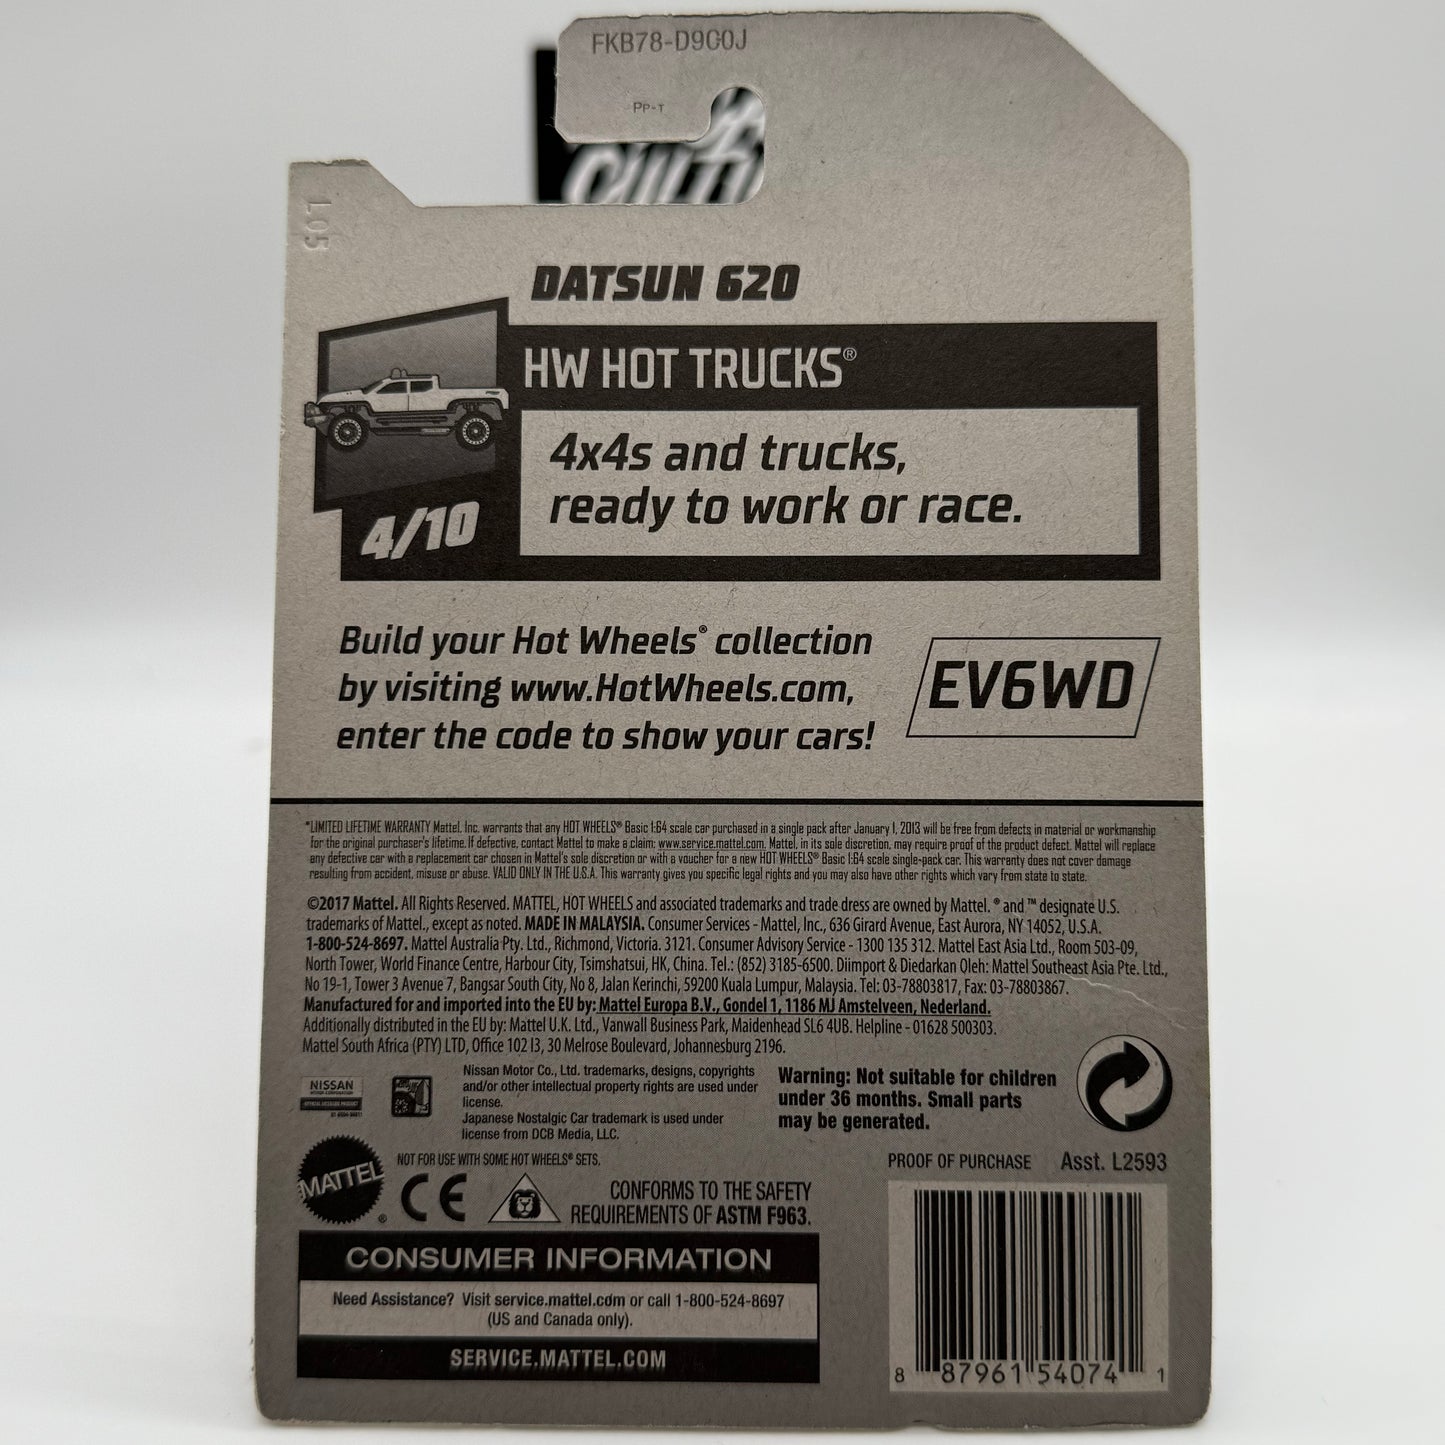 FKB78-D9C0J
PP-T
L05
DATSUN 620
HW HOT TRUCKS®
4x4s and trucks,
ready to work or race.
4/10
Build your Hot Wheels® collection
by visiting www.HotWheels.com,
enter the code to show your cars!
EV6WD
*LIMITED LIFETIME WARRANTY Mattel, Inc. warrants that any HOT WHEELS® Basic 1:64 scale car purchased in a single pack after January 1, 2013 will be free from defects in material or workmanship
for the original purchaser's lifetime. If defective, contact Mattel to make a claim: www.service.mattel.com. Mattel, in its sole discretion, may require proof of the product defect. Mattel will replace
any defective car with a replacement car chosen in Mattel's sole discretion or with a voucher for a new HOT WHEELS® Basic 1:64 scale single-pack car. This warranty does not cover damage
resulting from accident, misuse or abuse. VALID ONLY IN THE U.S.A. This warranty gives you specific legal rights and you may also have other rights which vary from state to state.
©2017 Mattel. All Rights Reserved. MATTEL, HOT WHEELS and associated trademarks and trade dress are owned by Mattel. ® and ™ designate U.S.
trademarks of Mattel., except as noted. MADE IN MALAYSIA. Consumer Services - Mattel, Inc., 636 Girard Avenue, East Aurora, NY 14052, U.S.A.
1-800-524-8697. Mattel Australia Pty. Ltd., Richmond, Victoria. 3121. Consumer Advisory Service - 1300 135 312. Mattel East Asia Ltd., Room 503-09,
North Tower, World Finance Centre, Harbour City, Tsimshatsui, HK, China. Tel.: (852) 3185-6500. Diimport & Diedarkan Oleh: Mattel Southeast Asia Pte. Ltd.,
No 19-1, Tower 3 Avenue 7, Bangsar South City, No 8, Jalan Kerinchi, 59200 Kuala Lumpur, Malaysia. Tel: 03-78803817, Fax: 03-78803867.
Manufactured for and imported into the EU by: Mattel Europa B.V., Gondel 1, 1186 MJ Amstelveen, Nederland.
Additionally distributed in the EU by: Mattel U.K. Ltd., Vanwall Business Park, Maidenhead SL6 4UB. Helpline - 01628 500303.
Mattel South Africa (PTY) LTD, Office 102 I3, 30 Melrose Boulevard, Johannesburg 2196.
NISSAN
Nissan Motor Co., Ltd. trademarks, designs, copyrights
and/or other intellectual property rights are used under
license.
Japanese Nostalgic Car trademark is used under
license from DCB Media, LLC.
Warning: Not suitable for children
under 36 months. Small parts
may be generated.
MATTEL®
NOT FOR USE WITH SOME HOT WHEELS® SETS.
CE
CONFORMS TO THE SAFETY
REQUIREMENTS OF ASTM F963.
PROOF OF PURCHASE Asst. L2593
CONSUMER INFORMATION
Need Assistance? Visit service.mattel.com or call 1-800-524-8697
(US and Canada only).
SERVICE.MATTEL.COM
8 87961 54074 1